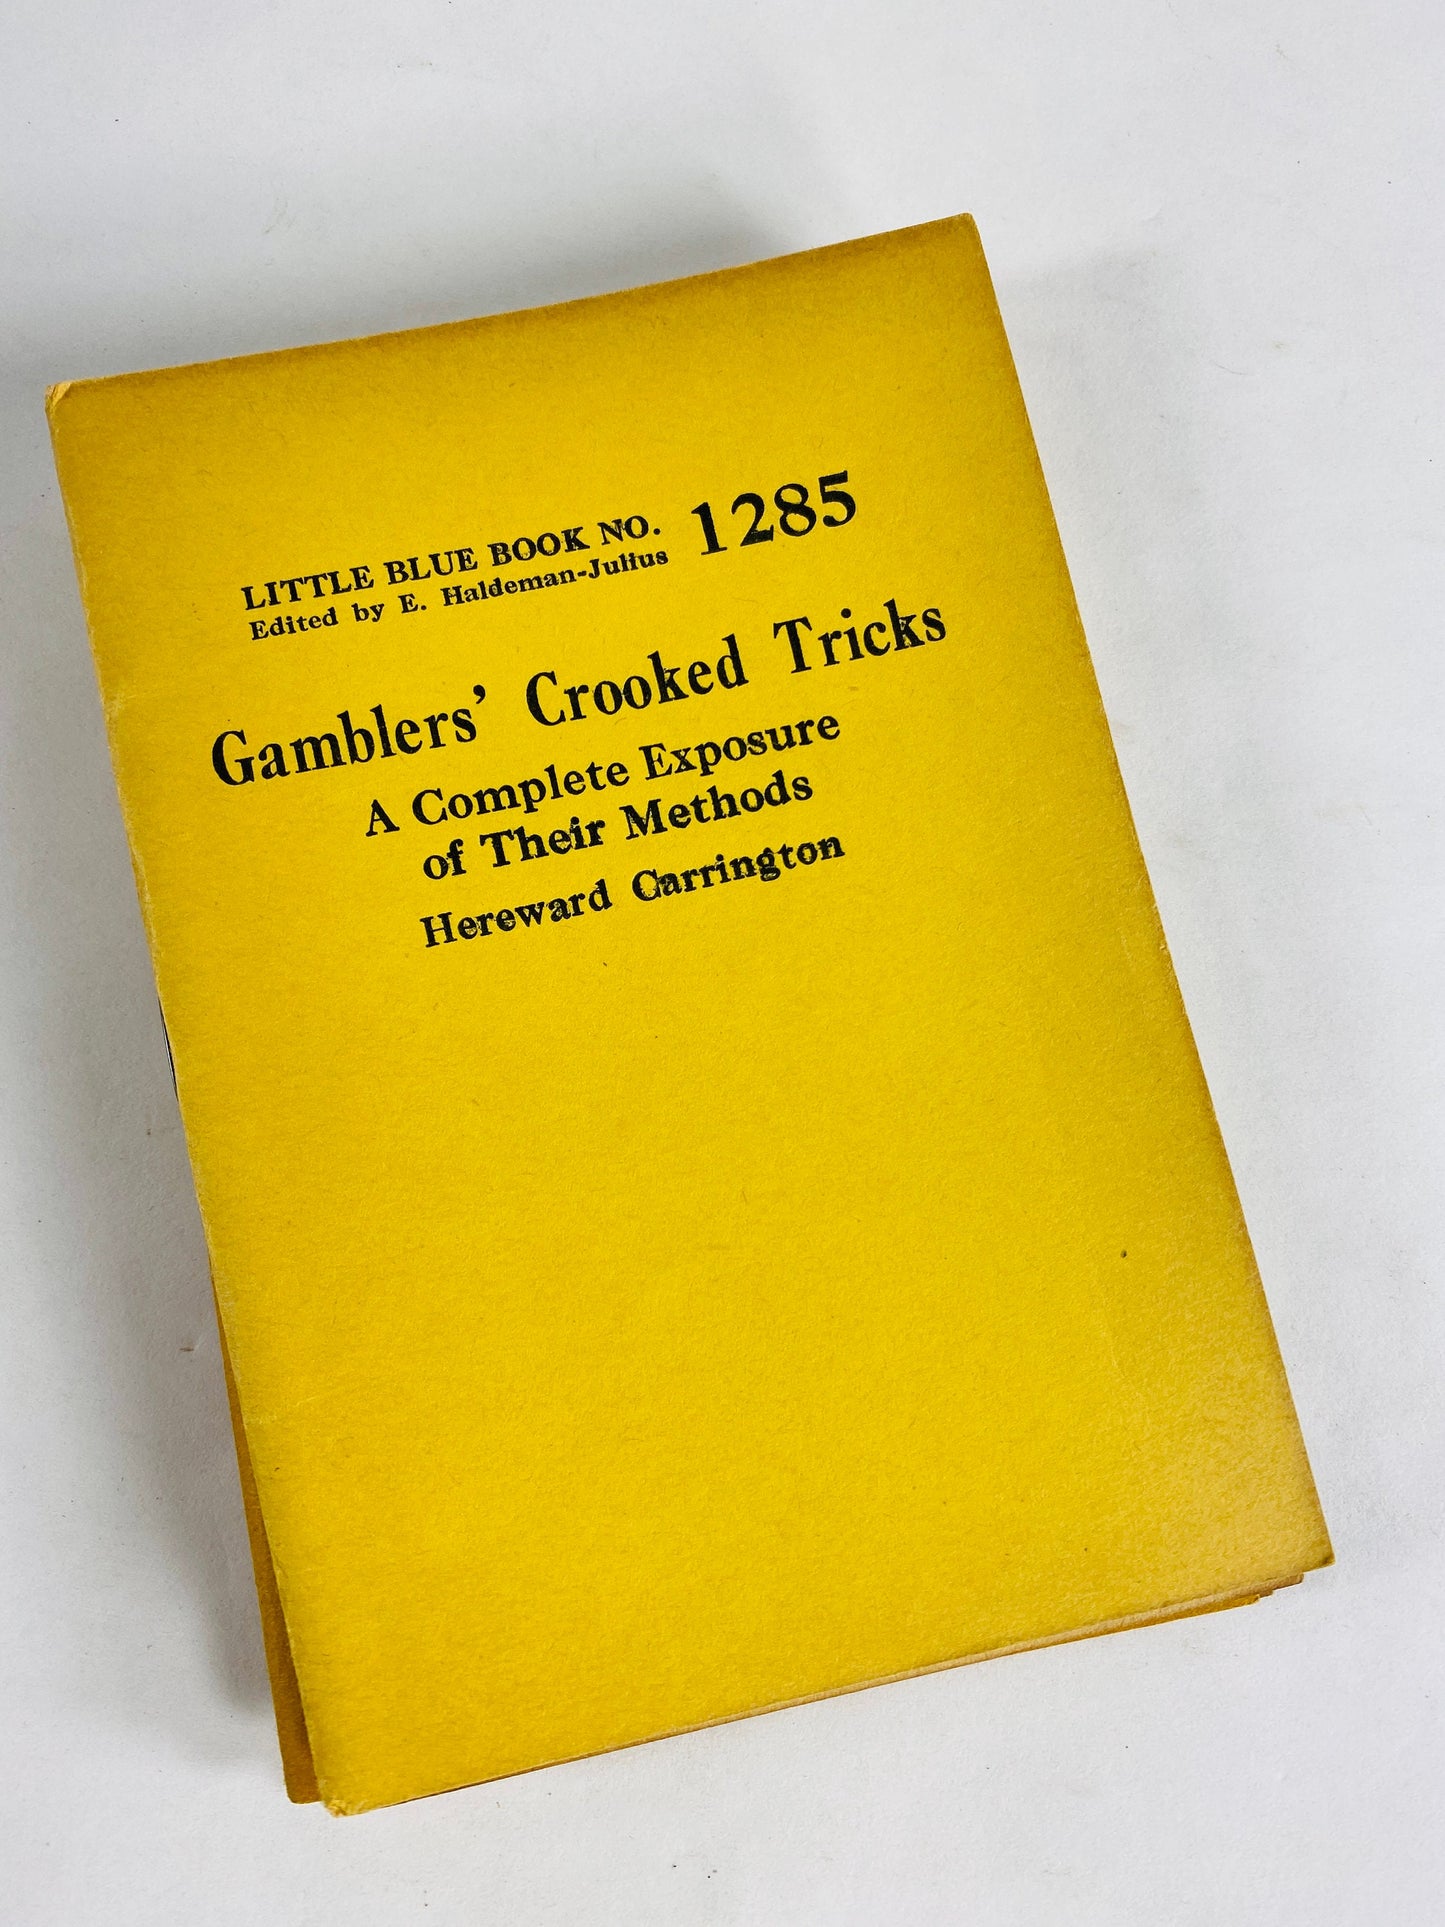 LITTLE BLUE BOOK NO. 1285
Edited by E. Haldeman-Julius
Gamblers' Crooked Tricks
A Complete Exposure
of Their Methods
Hereward Carrington